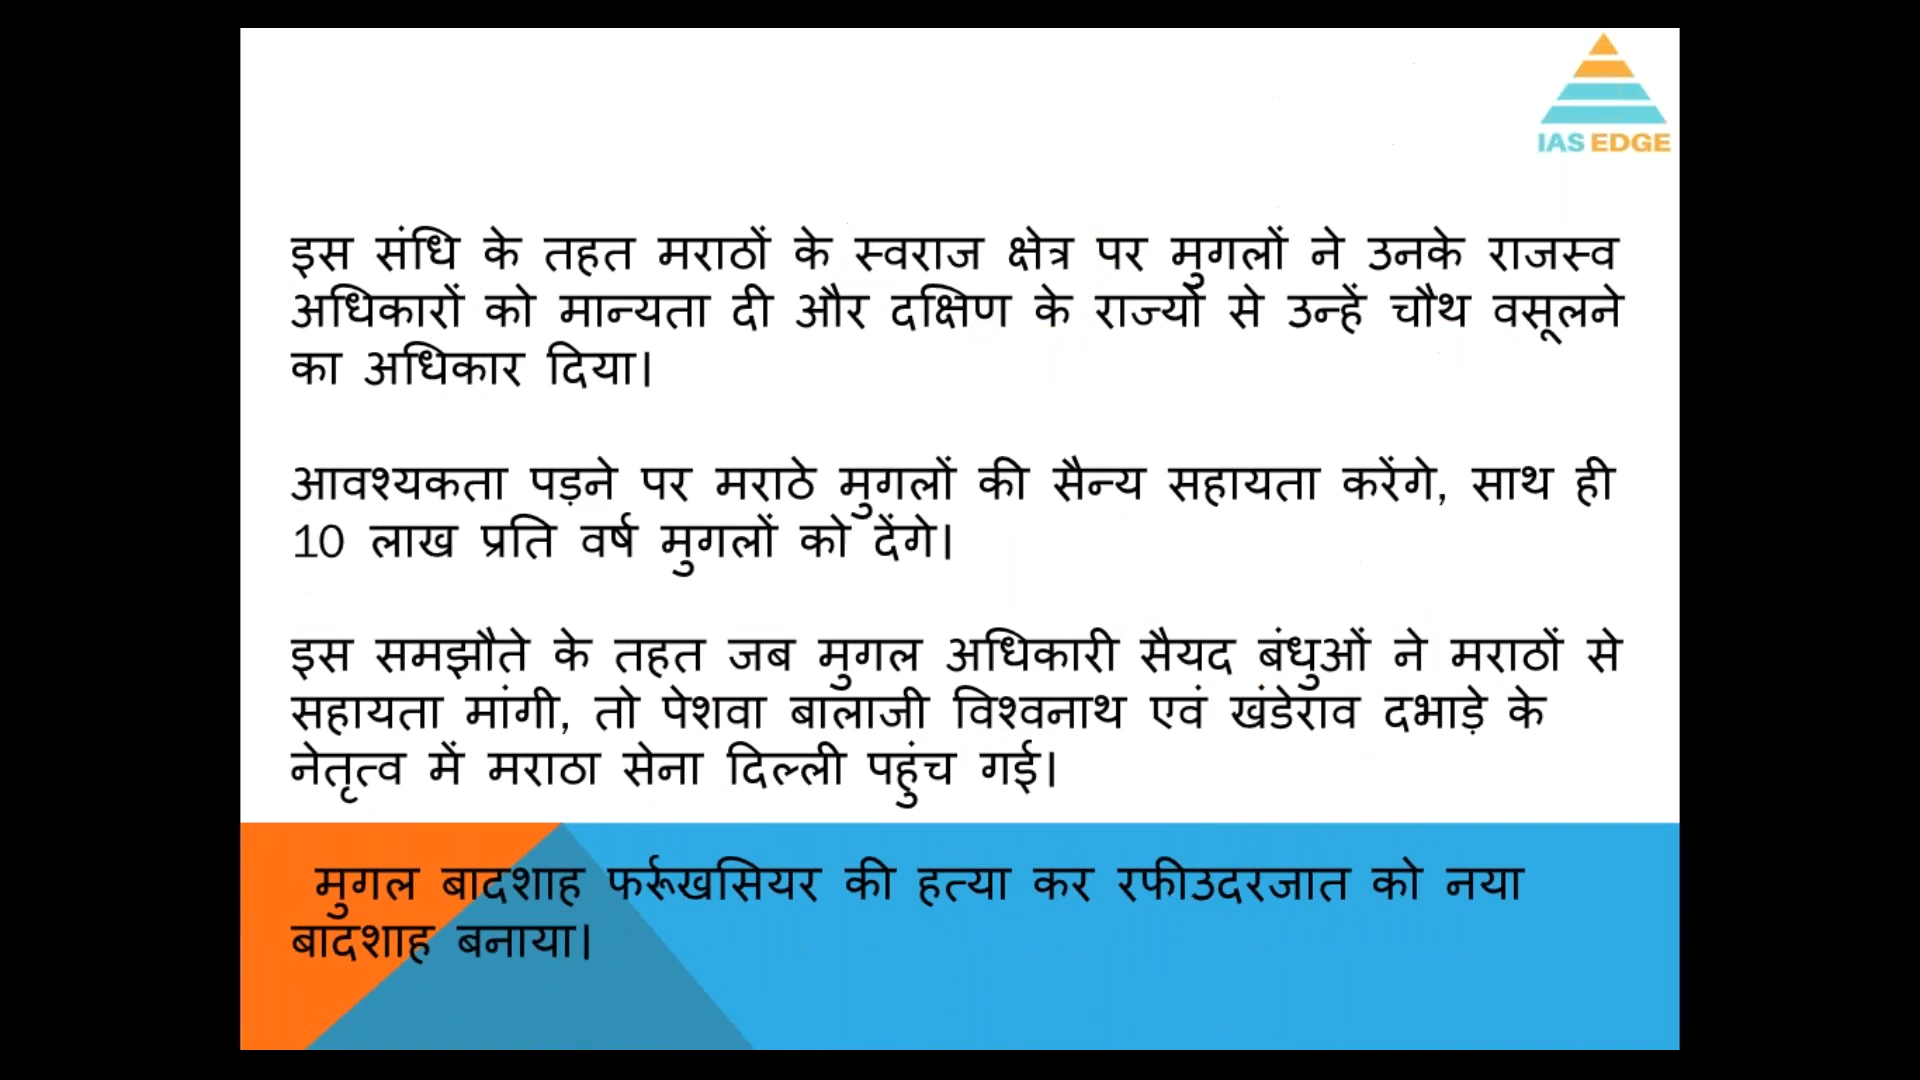 IAS EDGE
इस संधि के तहत मराठों के स्वराज क्षेत्र पर मुगलों ने उनके राजस्व
अधिकारों को मान्यता दी और दक्षिण के राज्यों से उन्हें चौथ वसूलने
का अधिकार दिया।
आवश्यकता पड़ने पर मराठे मुगलों की सैन्य सहायता करेंगे, साथ ही
10 लाख प्रति वर्ष मुगलों को देंगे।
इस समझौते के तहत जब मुगल अधिकारी सैयद बंधुओं ने मराठों से
सहायता मांगी, तो पेशवा बालाजी विश्वनाथ एवं खंडेराव दभाड़े के
नेतृत्व में मराठा सेना दिल्ली पहुंच गई।
मुगल बादशाह फर्रूखसियर की हत्या कर रफीउदरजात को नया
बादशाह बनाया।